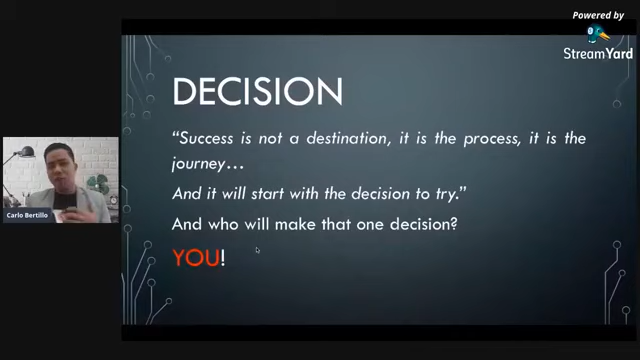 Powered by
StreamYard
DECISION
“Success is not a destination, it is the process, it is the
journey…
And it will start with the decision to try.”
And who will make that one decision?
YOU!
Carlo Bertillo